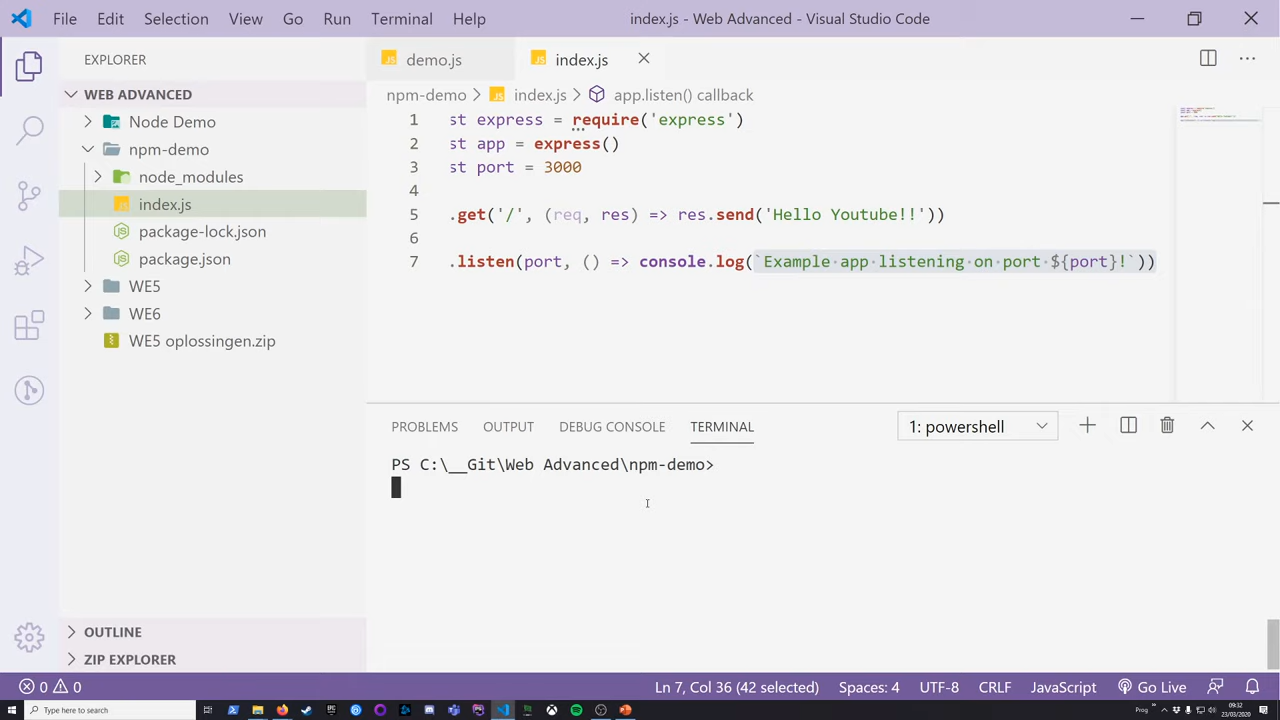 File Edit Selection View Go Run Terminal Help index.js - Web Advanced - Visual Studio Code
EXPLORER
WEB ADVANCED
Node Demo
npm-demo
node_modules
index.js
package-lock.json
package.json
WE5
WE6
WE5 oplossingen.zip
OUTLINE
ZIP EXPLORER
demo.js index.js
npm-demo > index.js > app.listen() callback
1 st express = require('express')
2 st app = express()
3 st port = 3000
4
5 .get('/', (req, res) => res.send('Hello Youtube!!'))
6
7 .listen(port, () => console.log(`Example·app·listening·on·port·${port}!`))
PROBLEMS OUTPUT DEBUG CONSOLE TERMINAL 1: powershell
PS C:\__Git\Web Advanced\npm-demo>
0 0 Ln 7, Col 36 (42 selected) Spaces: 4 UTF-8 CRLF JavaScript Go Live
Type here to search
Prog
09:32
23/03/2020